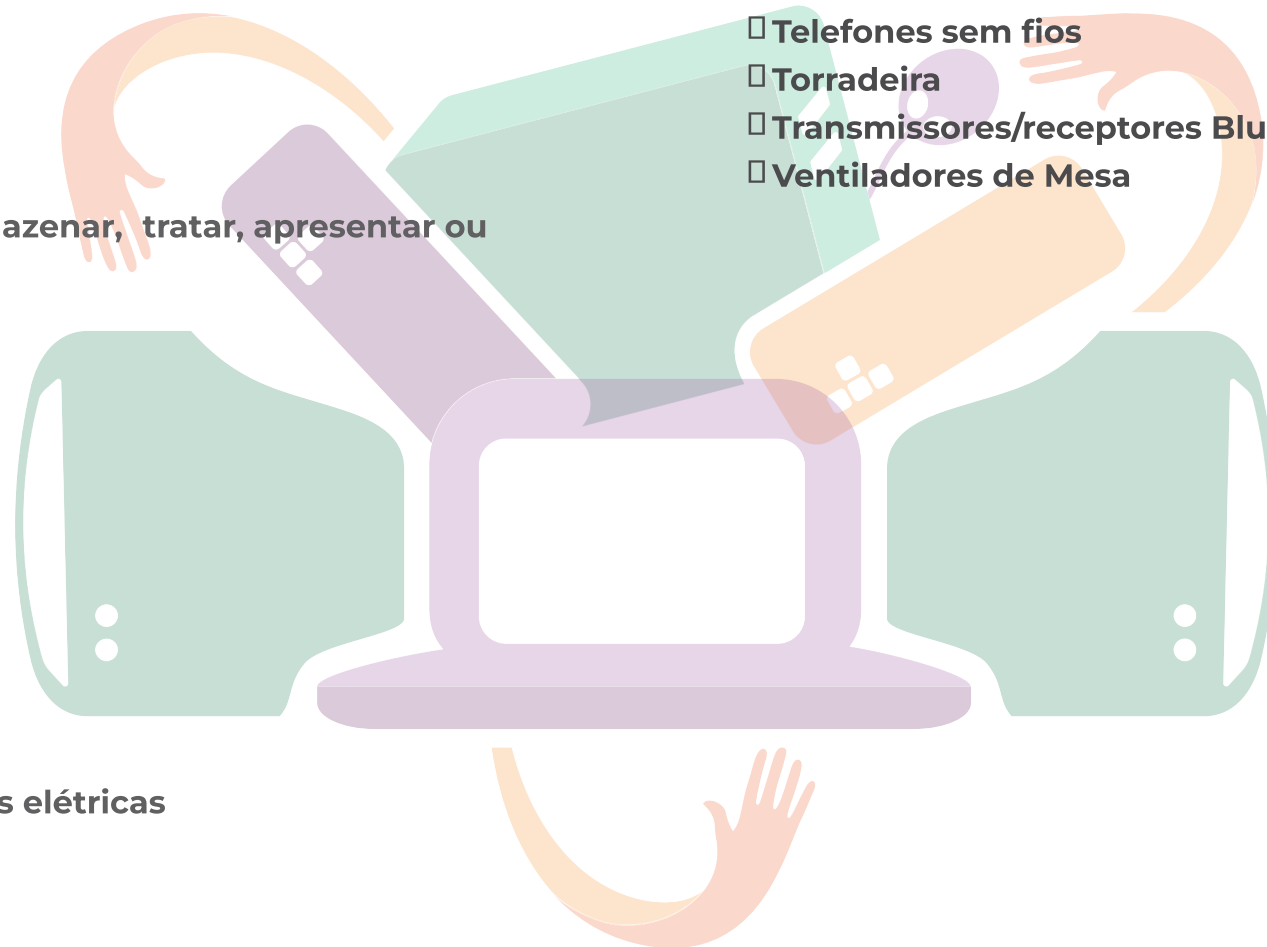 Telefones sem fios
Torradeira
Transmissores/receptores Blu
Ventiladores de Mesa
azenar, tratar, apresentar ou
s elétricas